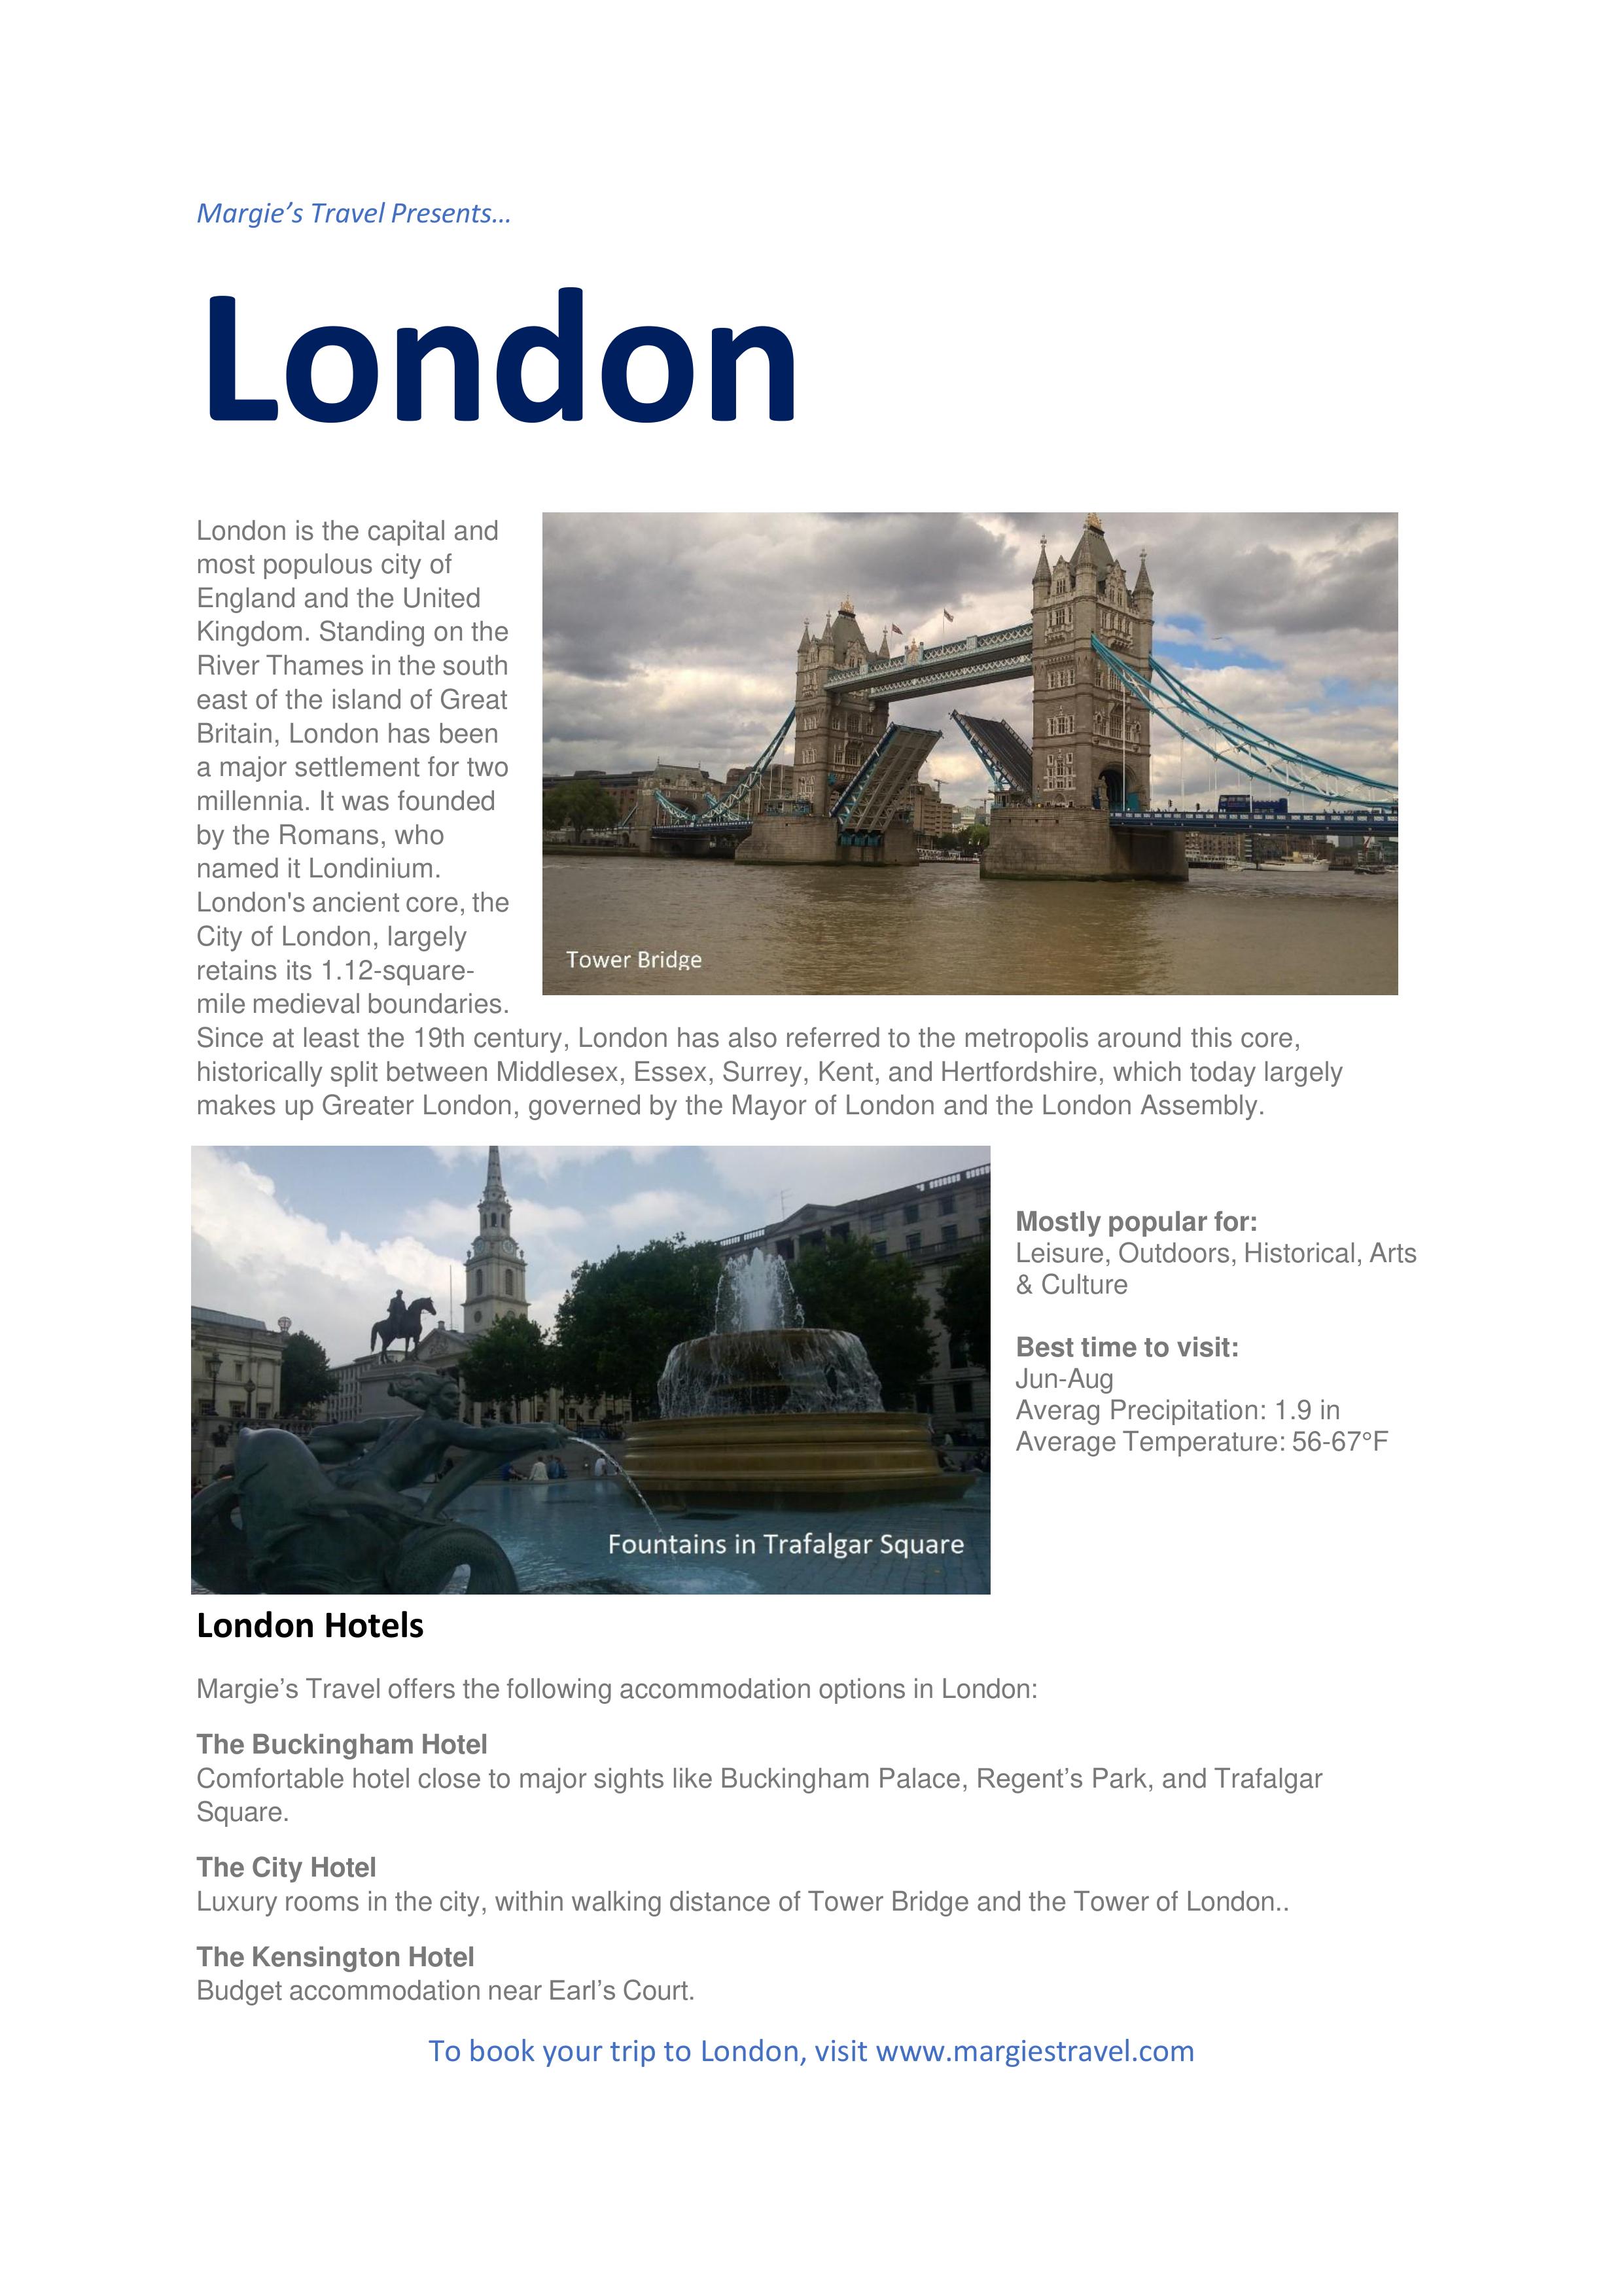 Margie’s Travel Presents…
London
London is the capital and
most populous city of
England and the United
Kingdom. Standing on the
River Thames in the south
east of the island of Great
Britain, London has been
a major settlement for two
millennia. It was founded
by the Romans, who
named it Londinium.
London's ancient core, the
City of London, largely
retains its 1.12-square-
mile medieval boundaries.
Tower Bridge
Since at least the 19th century, London has also referred to the metropolis around this core,
historically split between Middlesex, Essex, Surrey, Kent, and Hertfordshire, which today largely
makes up Greater London, governed by the Mayor of London and the London Assembly.
Fountains in Trafalgar Square
Mostly popular for:
Leisure, Outdoors, Historical, Arts
& Culture
Best time to visit:
Jun-Aug
Averag Precipitation: 1.9 in
Average Temperature: 56-67°F
London Hotels
Margie’s Travel offers the following accommodation options in London:
The Buckingham Hotel
Comfortable hotel close to major sights like Buckingham Palace, Regent’s Park, and Trafalgar
Square.
The City Hotel
Luxury rooms in the city, within walking distance of Tower Bridge and the Tower of London..
The Kensington Hotel
Budget accommodation near Earl’s Court.
To book your trip to London, visit www.margiestravel.com